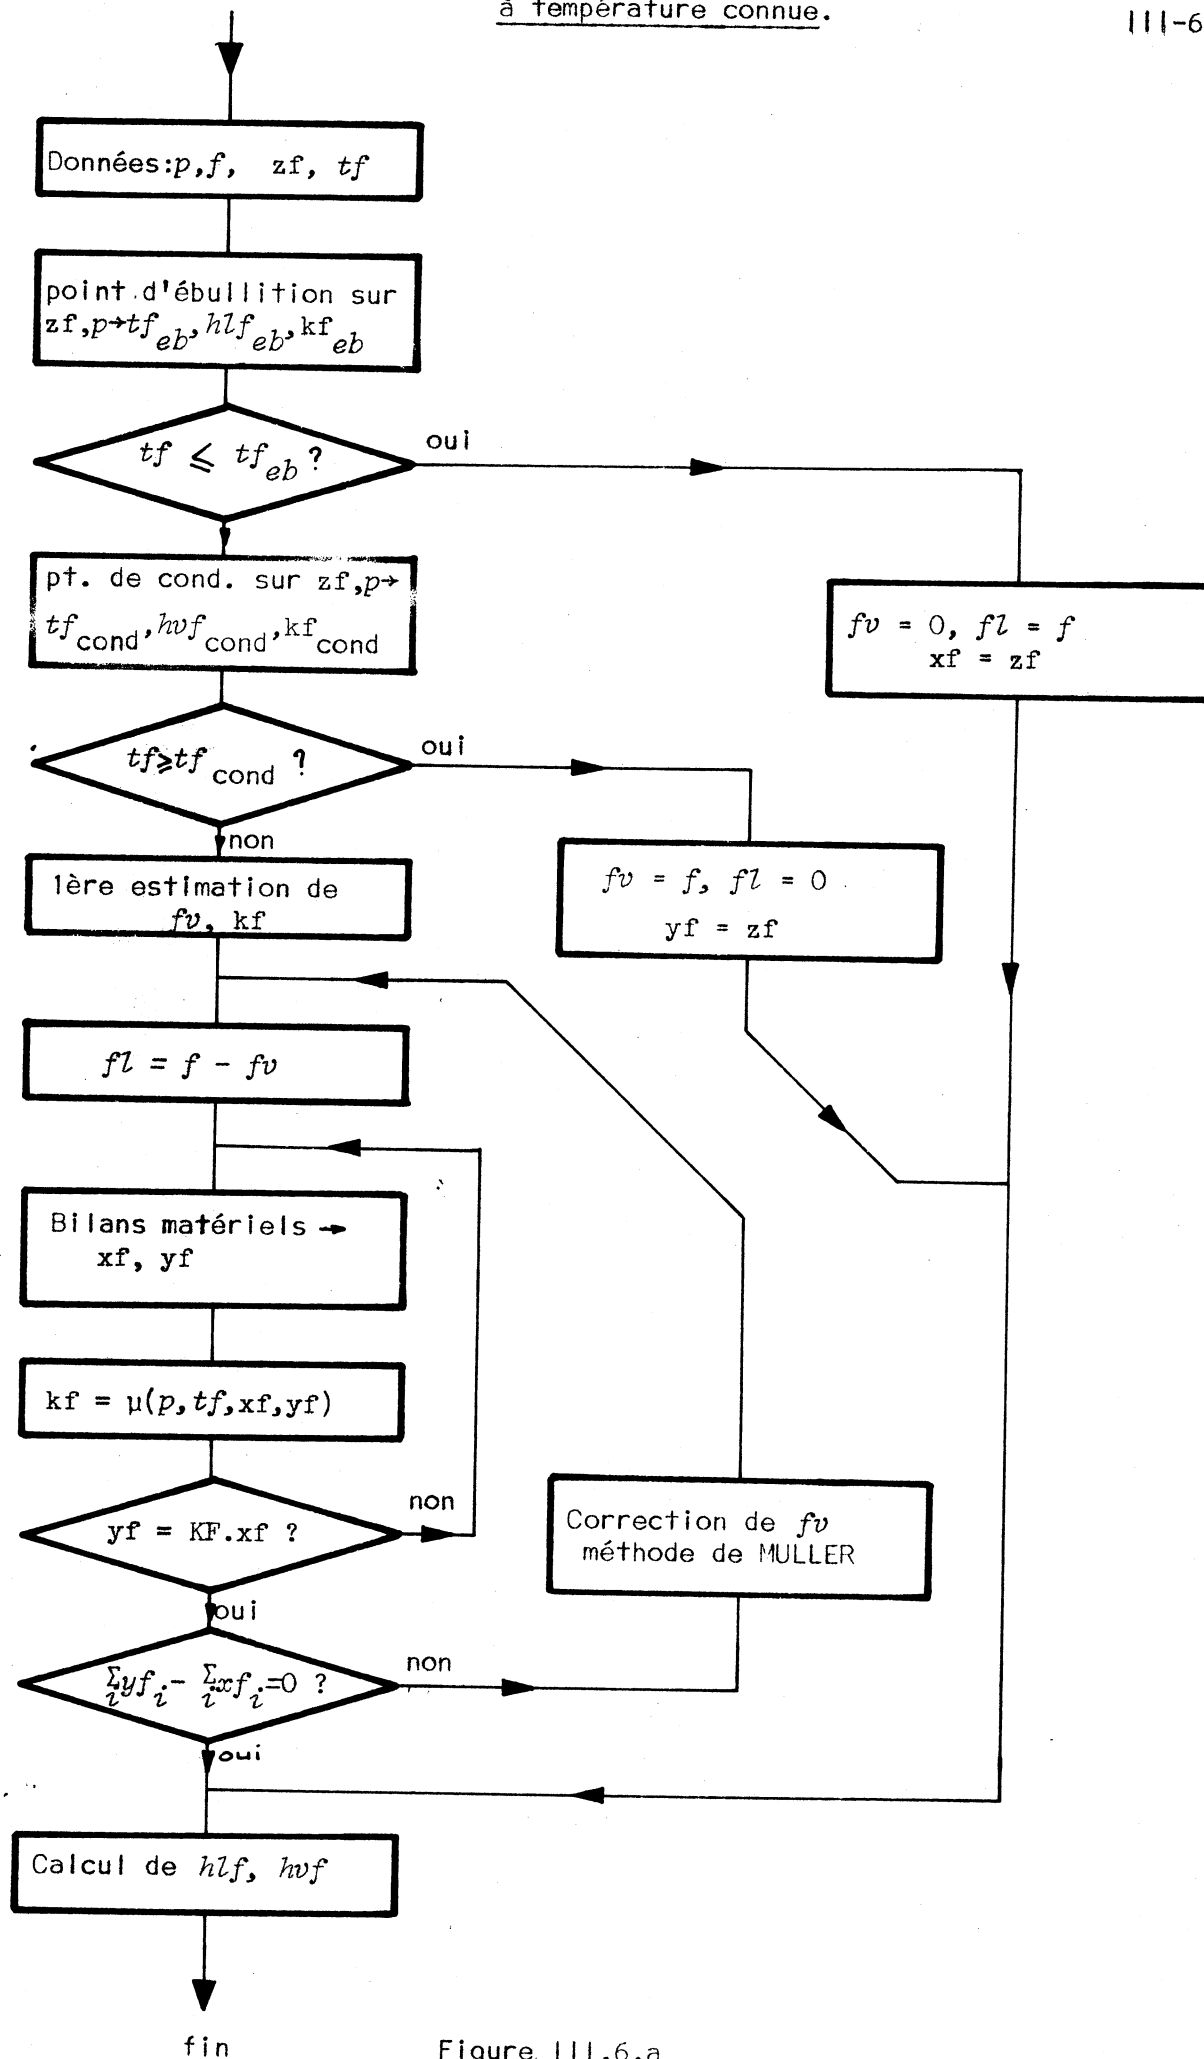 à température connue.
III-6
Données:p,f, zf, tf
point d'ébullition sur
zf,p→tf_eb,hlf_eb,kf_eb
tf ≤ tf_eb ?
oui
pt. de cond. sur zf,p→
tf_cond,hvf_cond,kf_cond
fv = 0, fl = f
xf = zf
tf≥tf_cond ?
oui
non
1ère estimation de
fv, kf
fv = f, fl = 0
yf = zf
fl = f - fv
Bilans matériels →
xf, yf
kf = μ(p,tf,xf,yf)
yf = KF.xf ?
non
Correction de fv
méthode de MULLER
oui
Σ_i yf_i - Σ_i xf_i=0 ?
non
oui
Calcul de hlf, hvf
fin
Figure III.6.a